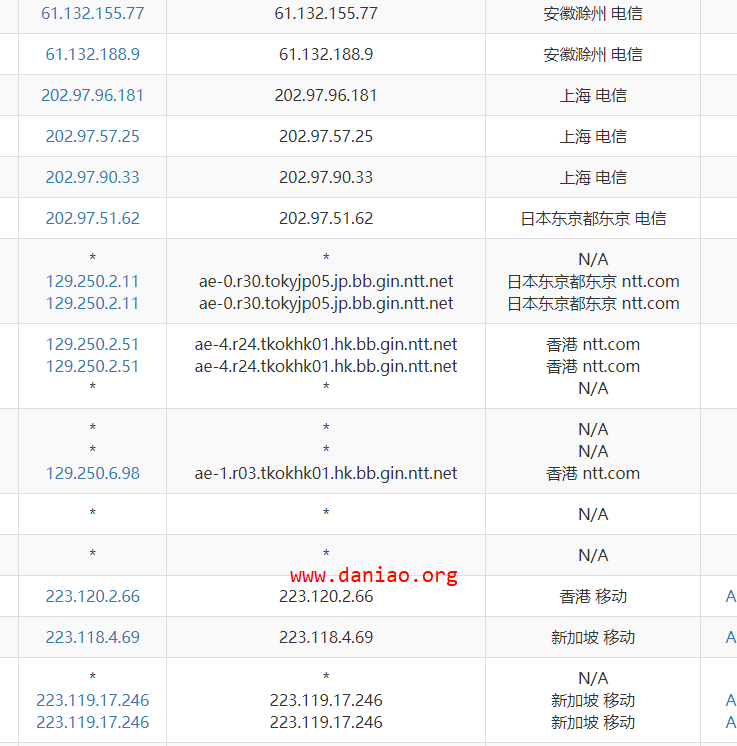 61.132.155.77 61.132.155.77 安徽滁州 电信
61.132.188.9 61.132.188.9 安徽滁州 电信
202.97.96.181 202.97.96.181 上海 电信
202.97.57.25 202.97.57.25 上海 电信
202.97.90.33 202.97.90.33 上海 电信
202.97.51.62 202.97.51.62 日本东京都东京 电信
* * N/A
129.250.2.11 ae-0.r30.tokyjp05.jp.bb.gin.ntt.net 日本东京都东京 ntt.com
129.250.2.11 ae-0.r30.tokyjp05.jp.bb.gin.ntt.net 日本东京都东京 ntt.com
129.250.2.51 ae-4.r24.tkokhk01.hk.bb.gin.ntt.net 香港 ntt.com
129.250.2.51 ae-4.r24.tkokhk01.hk.bb.gin.ntt.net 香港 ntt.com
* * N/A
* * N/A
* * N/A
129.250.6.98 ae-1.r03.tkokhk01.hk.bb.gin.ntt.net 香港 ntt.com
* * N/A
* * N/A
www.daniao.org
223.120.2.66 223.120.2.66 香港 移动 A
223.118.4.69 223.118.4.69 新加坡 移动 A
* * N/A
223.119.17.246 223.119.17.246 新加坡 移动 A
223.119.17.246 223.119.17.246 新加坡 移动 A